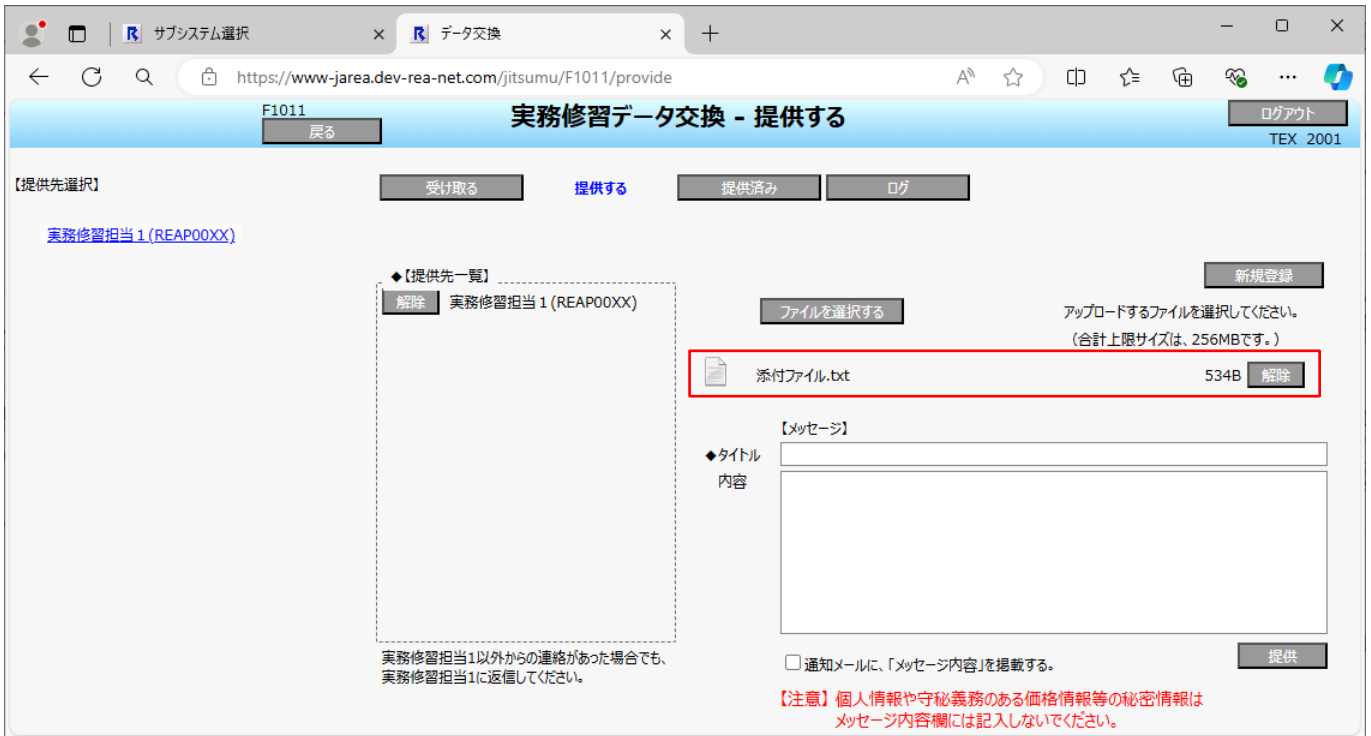 サブシステム選択
データ交換
https://www-jarea.dev-rea-net.com/jitsumu/F1011/provide
F1011
戻る
実務修習データ交換 - 提供する
ログアウト
TEX 2001
【提供先選択】
受け取る
提供する
提供済み
ログ
実務修習担当１(REAP00XX)
◆【提供先一覧】
解除 実務修習担当１(REAP00XX)
新規登録
ファイルを選択する
アップロードするファイルを選択してください。
（合計上限サイズは、256MBです。）
添付ファイル.txt 534B 解除
【メッセージ】
◆タイトル
内容
実務修習担当1以外からの連絡があった場合でも、
実務修習担当1に返信してください。
通知メールに、「メッセージ内容」を掲載する。
提供
【注意】個人情報や守秘義務のある価格情報等の秘密情報は
メッセージ内容欄には記入しないでください。